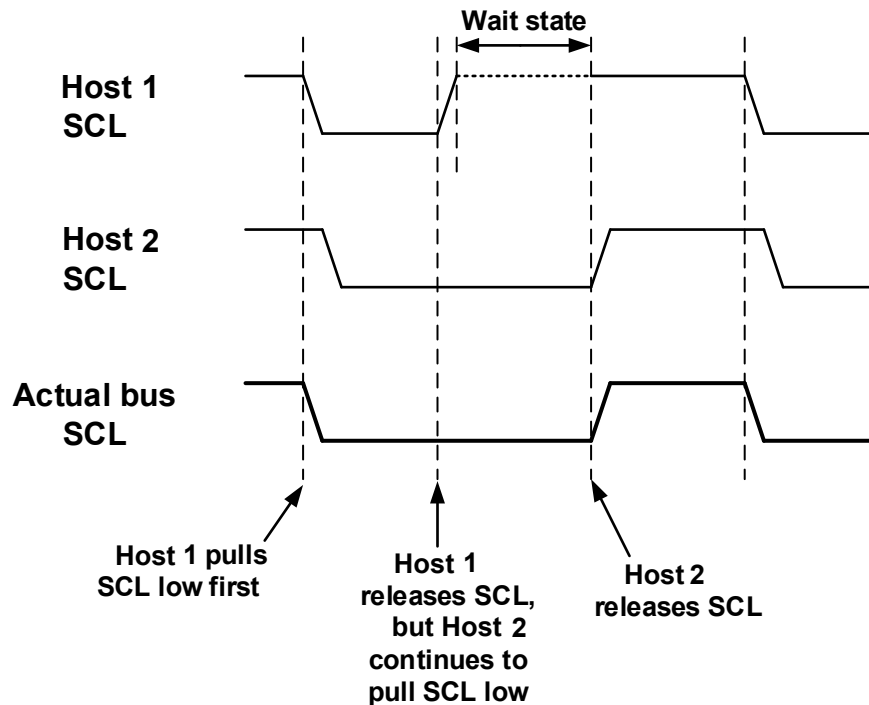 Wait state
Host 1
SCL
Host 2
SCL
Actual bus
SCL
Host 1 pulls
SCL low first
Host 1
releases SCL,
but Host 2
continues to
pull SCL low
Host 2
releases SCL